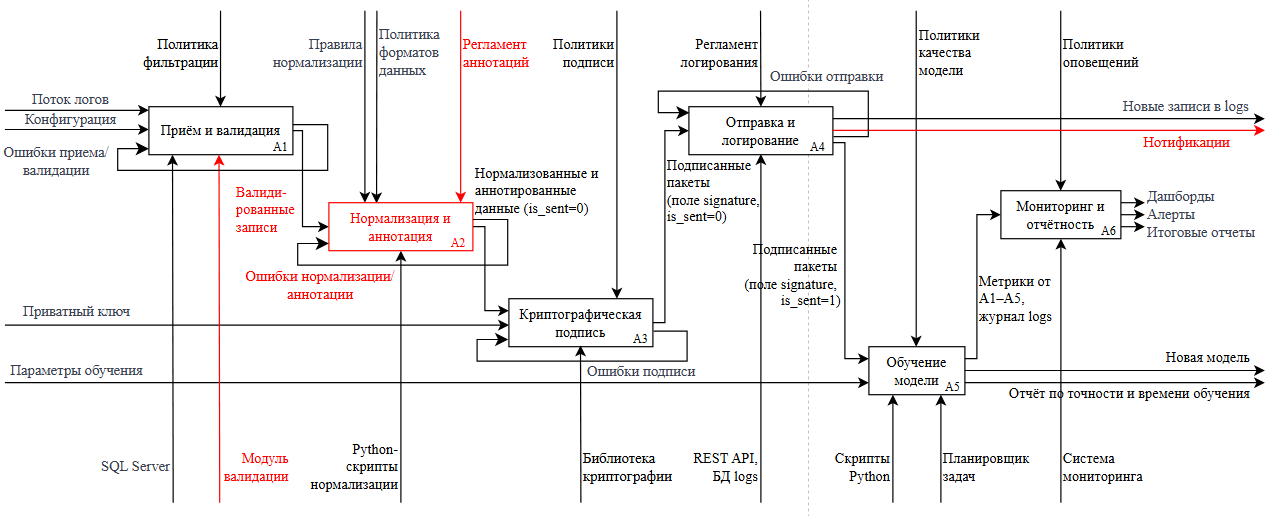 Политика
фильтрации
Правила
нормализации
Политика
форматов
данных
Регламент
аннотаций
Политики
подписи
Регламент
логирования
Ошибки отправки
Политики
качества
модели
Политики
оповещений
Поток логов
Конфигурация
Ошибки приема/
валидации
Приём и валидация
A1
Валиди-
рованные
записи
Нормализация и
аннотация
A2
Ошибки нормализации/
аннотации
Нормализованные и
аннотированные
данные (is_sent=0)
Приватный ключ
Криптографическая
подпись
A3
Ошибки подписи
Подписанные
пакеты
(поле signature,
is_sent=0)
Отправка и
логирование
A4
Новые записи в logs
Нотификации
Подписанные
пакеты
(поле signature,
is_sent=1)
Параметры обучения
Обучение
модели
A5
Метрики от
A1–A5,
журнал logs
Мониторинг и
отчётность
A6
Дашборды
Алерты
Итоговые отчеты
Новая модель
Отчёт по точности и времени обучения
SQL Server
Модуль
валидации
Python-
скрипты
нормализации
Библиотека
криптографии
REST API,
БД logs
Скрипты
Python
Планировщик
задач
Система
мониторинга